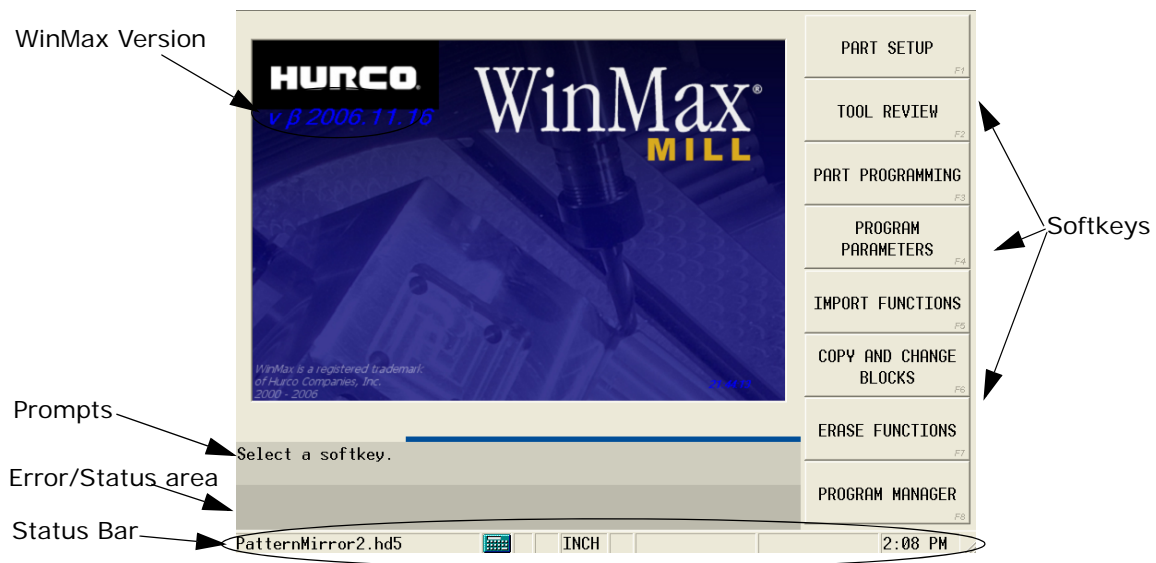 WinMax Version
HURCO.
v β 2006.11.16
WinMax®
MILL
WinMax is a registered trademark
of Hurco Companies, Inc.
2000 - 2006
PART SETUP
F1
TOOL REVIEW
F2
PART PROGRAMMING
F3
PROGRAM
PARAMETERS
F4
IMPORT FUNCTIONS
F5
COPY AND CHANGE
BLOCKS
F6
ERASE FUNCTIONS
F7
PROGRAM MANAGER
F8
Softkeys
Prompts
Select a softkey.
Error/Status area
Status Bar
PatternMirror2.hd5 INCH 2:08 PM